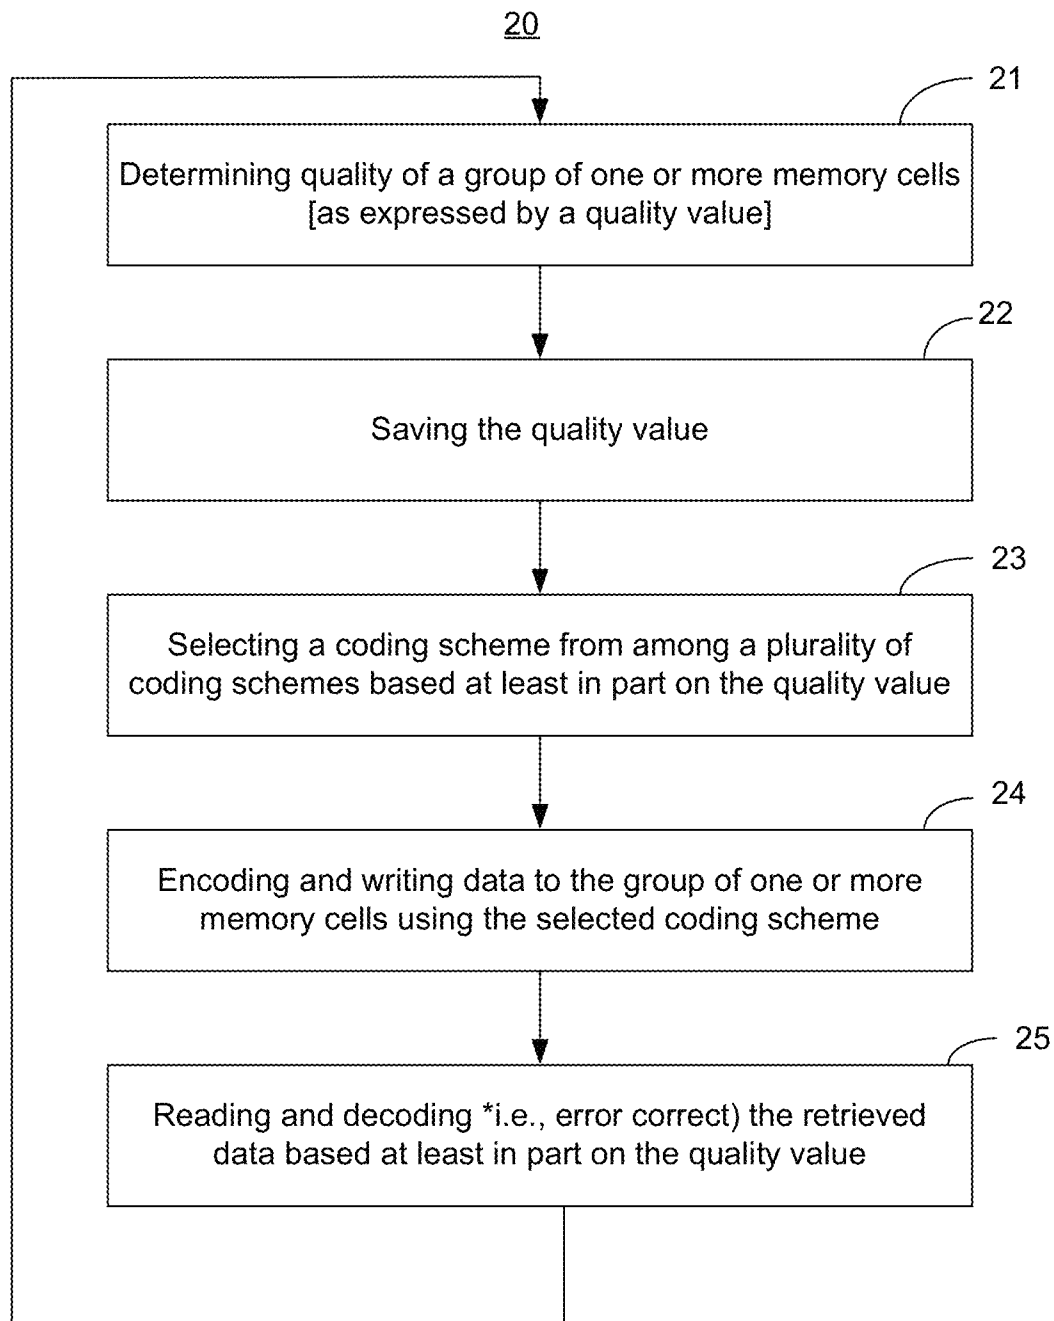 20
21
Determining quality of a group of one or more memory cells
[as expressed by a quality value]
22
Saving the quality value
23
Selecting a coding scheme from among a plurality of
coding schemes based at least in part on the quality value
24
Encoding and writing data to the group of one or more
memory cells using the selected coding scheme
25
Reading and decoding *i.e., error correct) the retrieved
data based at least in part on the quality value